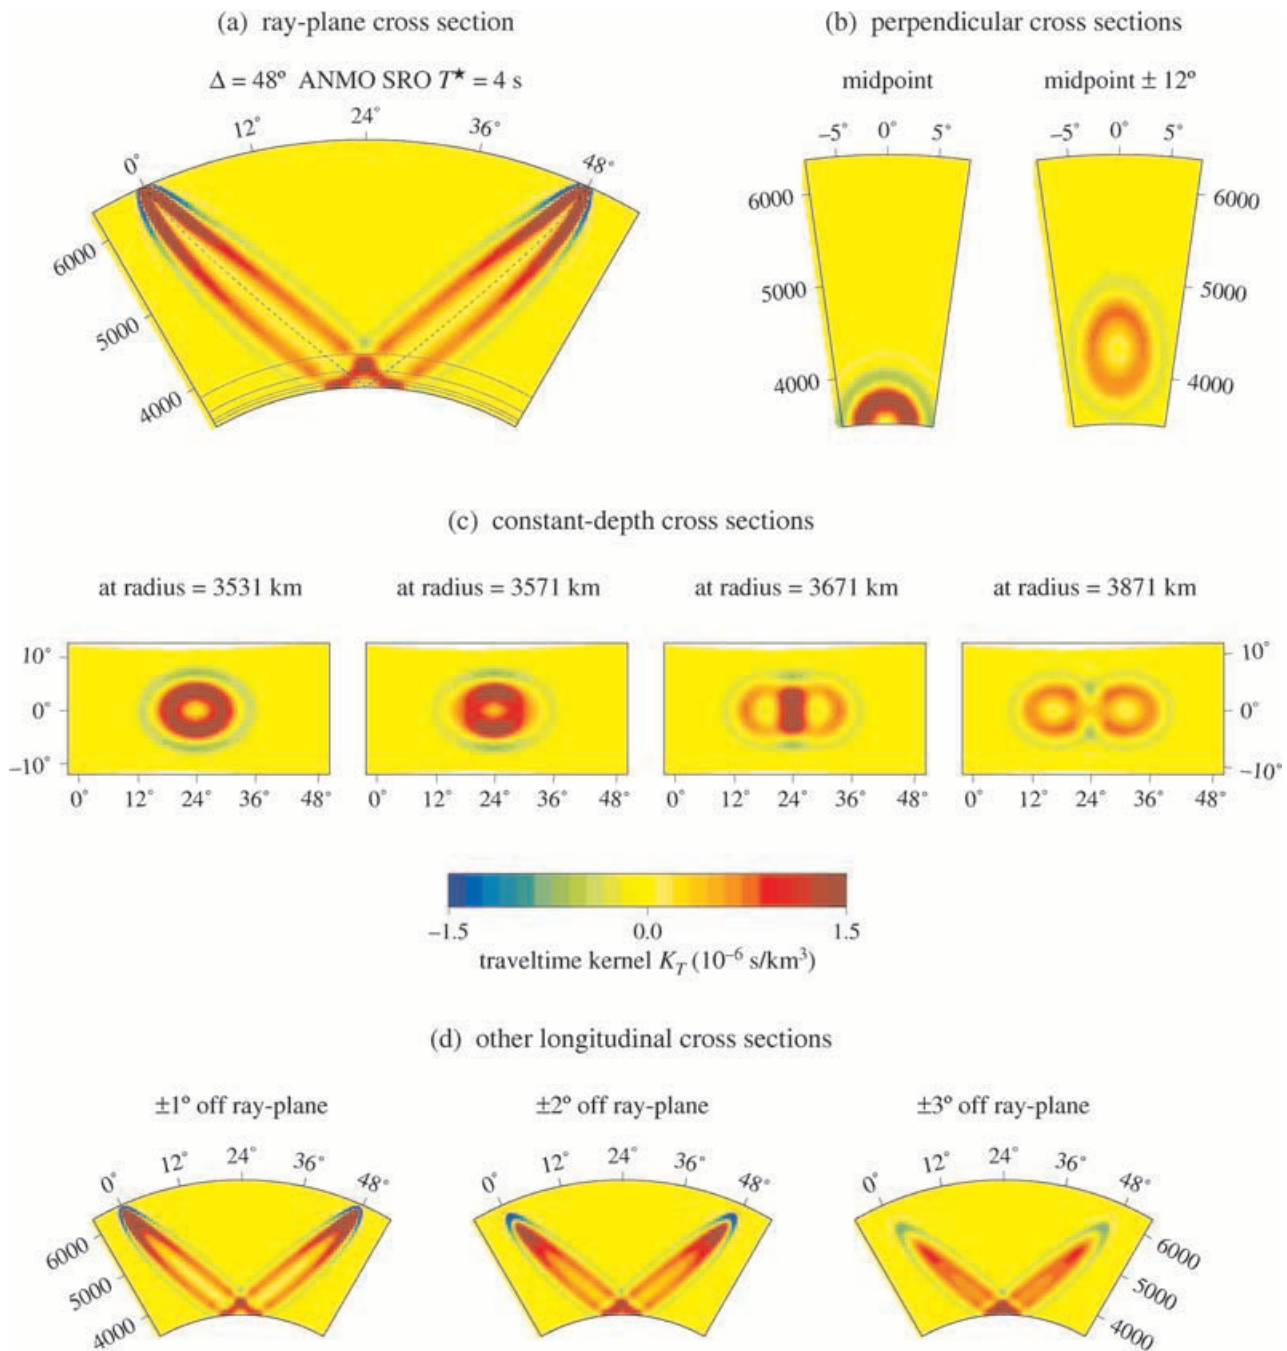 (a) ray-plane cross section
Δ = 48° ANMO SRO T★ = 4 s
0° 12° 24° 36° 48°
6000
5000
4000
(b) perpendicular cross sections
midpoint
−5° 0° 5°
6000
5000
4000
midpoint ± 12°
−5° 0° 5°
6000
5000
4000
(c) constant-depth cross sections
at radius = 3531 km
10°
0°
−10°
0° 12° 24° 36° 48°
at radius = 3571 km
0° 12° 24° 36° 48°
at radius = 3671 km
0° 12° 24° 36° 48°
at radius = 3871 km
10°
0°
−10°
0° 12° 24° 36° 48°
−1.5 0.0 1.5
traveltime kernel K_T (10⁻⁶ s/km³)
(d) other longitudinal cross sections
±1° off ray-plane
0° 12° 24° 36° 48°
6000
5000
4000
±2° off ray-plane
0° 12° 24° 36° 48°
±3° off ray-plane
0° 12° 24° 36° 48°
6000
5000
4000